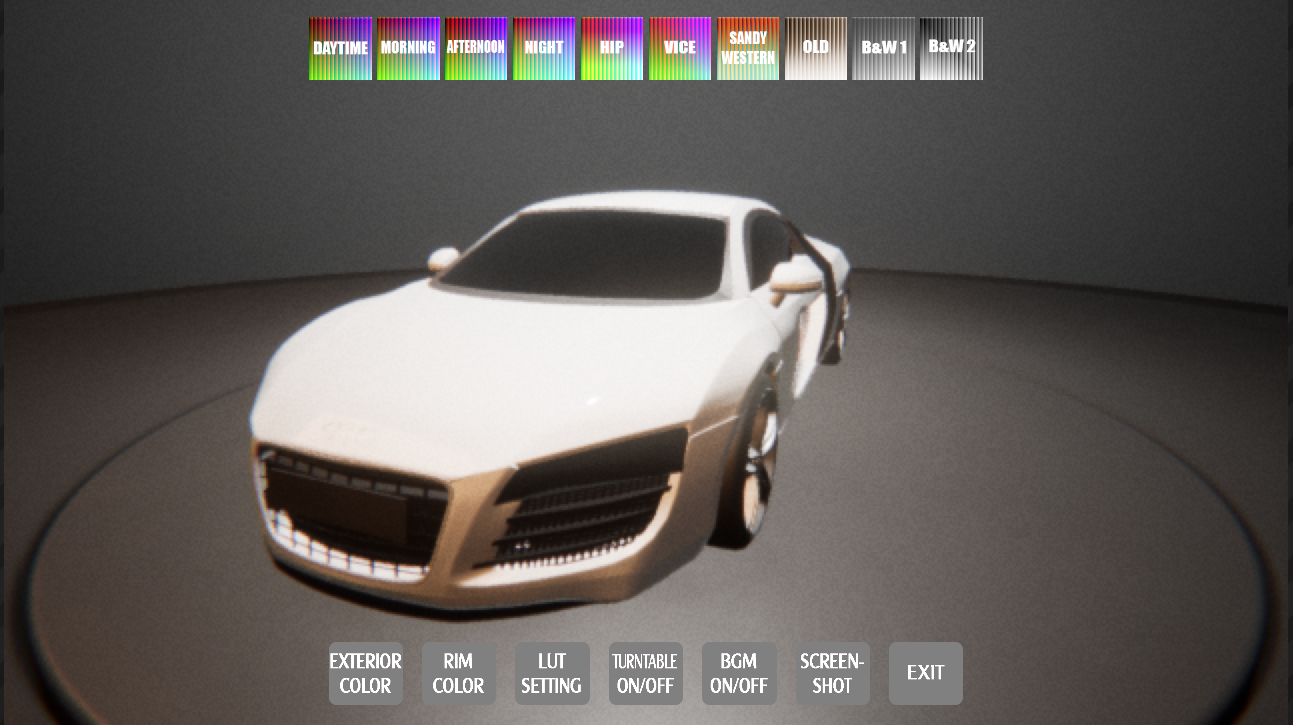 DAYTIME
MORNING
AFTERNOON
NIGHT
HIP
VICE
SANDY
WESTERN
OLD
B&W 1
B&W 2
EXTERIOR
COLOR
RIM
COLOR
LUT
SETTING
TURNTABLE
ON/OFF
BGM
ON/OFF
SCREEN-
SHOT
EXIT